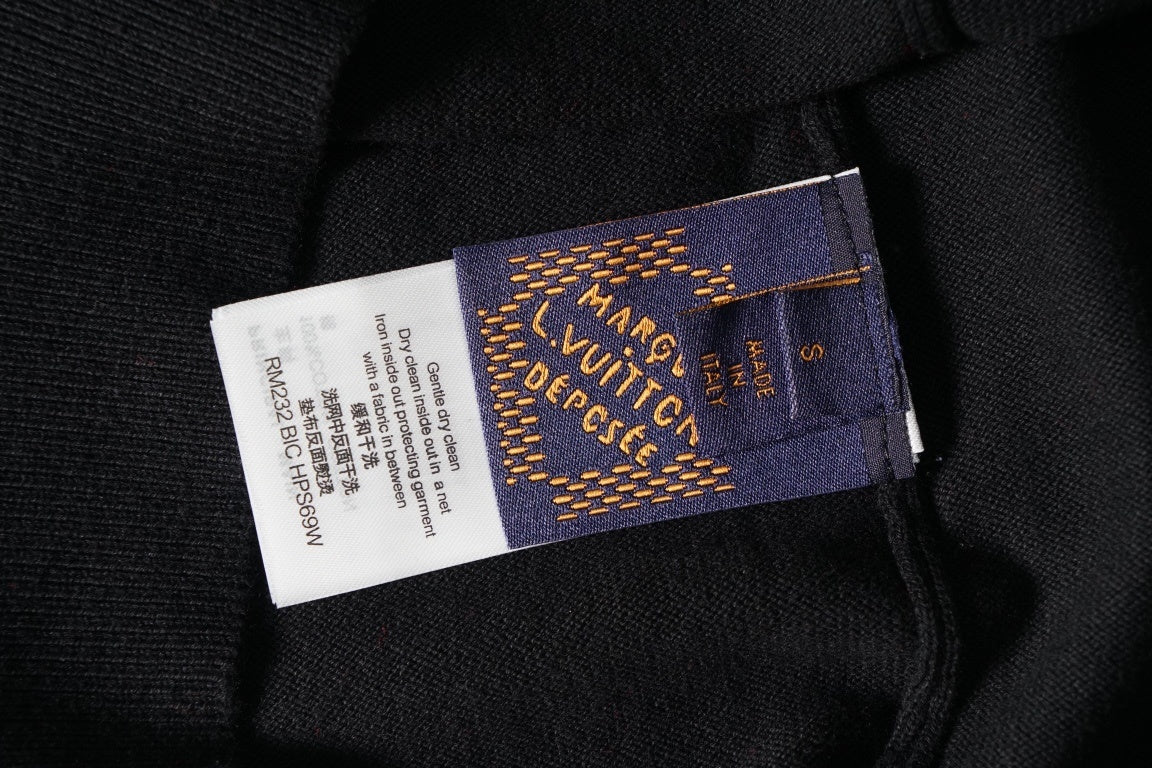 MARQU
L.VUITTON
DÉPOSÉE
MADE
IN
ITALY
S
Gentle dry clean
Dry clean inside out in a net
Iron inside out protecting garment
with a fabric in between
缓和干洗
洗网中反面干洗
垫布反面熨烫
RM232 BIC HPS69W